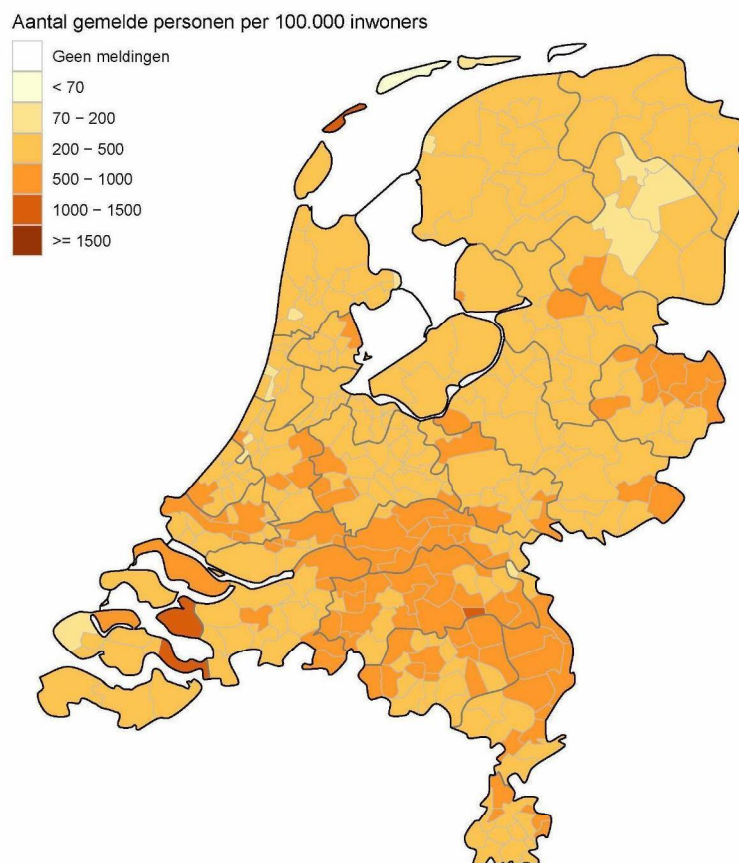 Aantal gemelde personen per 100.000 inwoners
Geen meldingen
< 70
70 − 200
200 − 500
500 − 1000
1000 − 1500
>= 1500